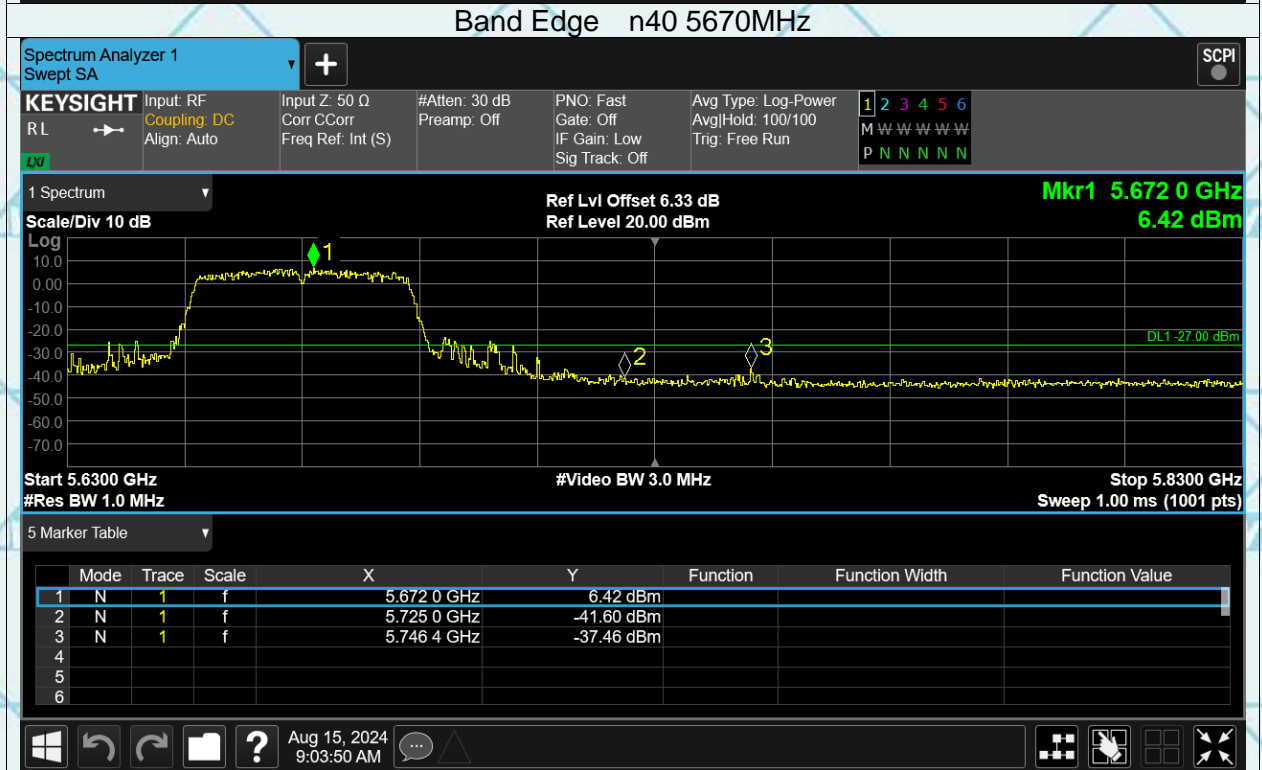 Band Edge n40 5670MHz
Spectrum Analyzer 1
Swept SA
+
SCPI
KEYSIGHT
RL
LXI
Input: RF
Coupling: DC
Align: Auto
Input Z: 50 Ω
Corr CCorr
Freq Ref: Int (S)
#Atten: 30 dB
Preamp: Off
PNO: Fast
Gate: Off
IF Gain: Low
Sig Track: Off
Avg Type: Log-Power
Avg|Hold: 100/100
Trig: Free Run
1 2 3 4 5 6
M W W W W W
P N N N N N
1 Spectrum
Scale/Div 10 dB
Ref Lvl Offset 6.33 dB
Ref Level 20.00 dBm
Mkr1 5.672 0 GHz
6.42 dBm
Log
10.0
0.00
-10.0
-20.0
-30.0
-40.0
-50.0
-60.0
-70.0
1
2
3
DL1 -27.00 dBm
Start 5.6300 GHz
#Res BW 1.0 MHz
#Video BW 3.0 MHz
Stop 5.8300 GHz
Sweep 1.00 ms (1001 pts)
5 Marker Table
Mode Trace Scale X Y Function Function Width Function Value
1 N 1 f 5.672 0 GHz 6.42 dBm
2 N 1 f 5.725 0 GHz -41.60 dBm
3 N 1 f 5.746 4 GHz -37.46 dBm
4
5
6
?
Aug 15, 2024
9:03:50 AM